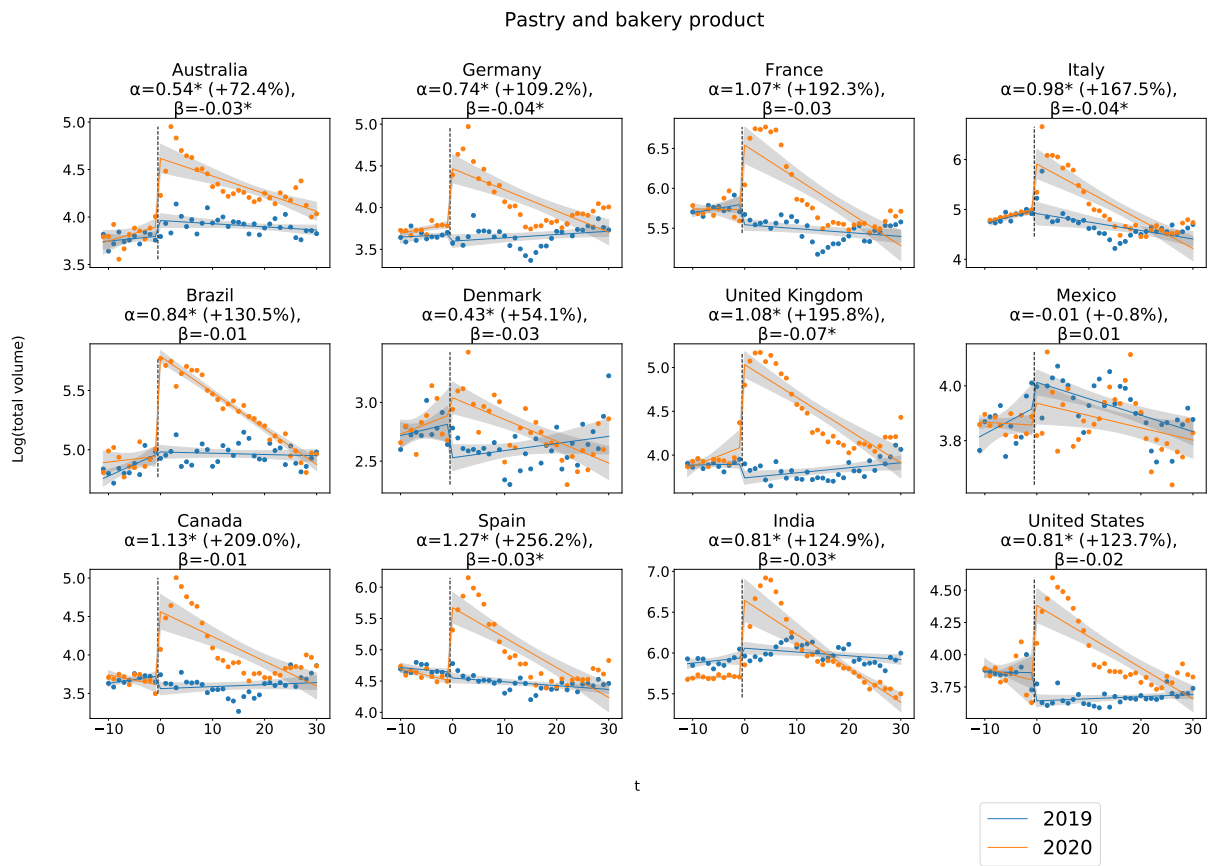 Pastry and bakery product
Australia
α=0.54* (+72.4%),
β=-0.03*
Germany
α=0.74* (+109.2%),
β=-0.04*
France
α=1.07* (+192.3%),
β=-0.03
Italy
α=0.98* (+167.5%),
β=-0.04*
5.0
4.5
4.0
3.5
5.0
4.5
4.0
3.5
6.5
6.0
5.5
6
5
4
Brazil
α=0.84* (+130.5%),
β=-0.01
Denmark
α=0.43* (+54.1%),
β=-0.03
United Kingdom
α=1.08* (+195.8%),
β=-0.07*
Mexico
α=-0.01 (+-0.8%),
β=0.01
Log(total volume)
5.5
5.0
3.0
2.5
5.0
4.5
4.0
4.0
3.8
Canada
α=1.13* (+209.0%),
β=-0.01
Spain
α=1.27* (+256.2%),
β=-0.03*
India
α=0.81* (+124.9%),
β=-0.03*
United States
α=0.81* (+123.7%),
β=-0.02
5.0
4.5
4.0
3.5
6.0
5.5
5.0
4.5
4.0
7.0
6.5
6.0
5.5
4.50
4.25
4.00
3.75
−10 0 10 20 30
−10 0 10 20 30
−10 0 10 20 30
−10 0 10 20 30
t
2019
2020